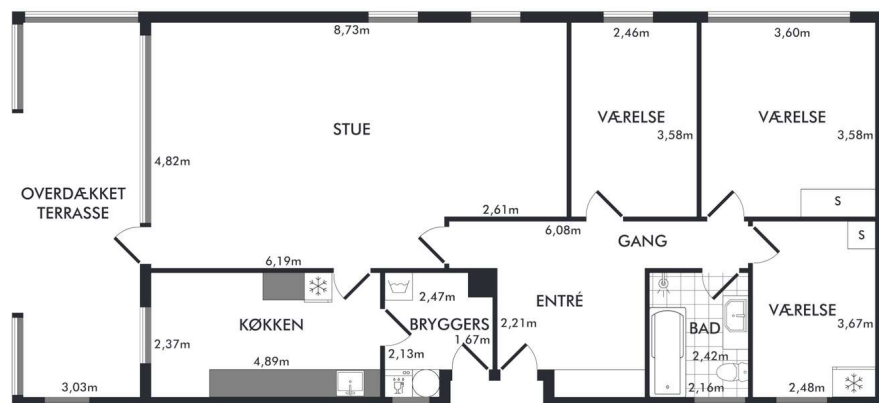 8,73m
2,46m
3,60m
STUE
VÆRELSE
3,58m
VÆRELSE
3,58m
4,82m
OVERDÆKKET
TERRASSE
S
2,61m
6,08m
GANG
S
6,19m
2,47m
ENTRÉ
VÆRELSE
3,67m
KØKKEN
BRYGGERS
1,67m
2,21m
BAD
2,37m
2,13m
2,42m
4,89m
3,03m
2,16m
2,48m